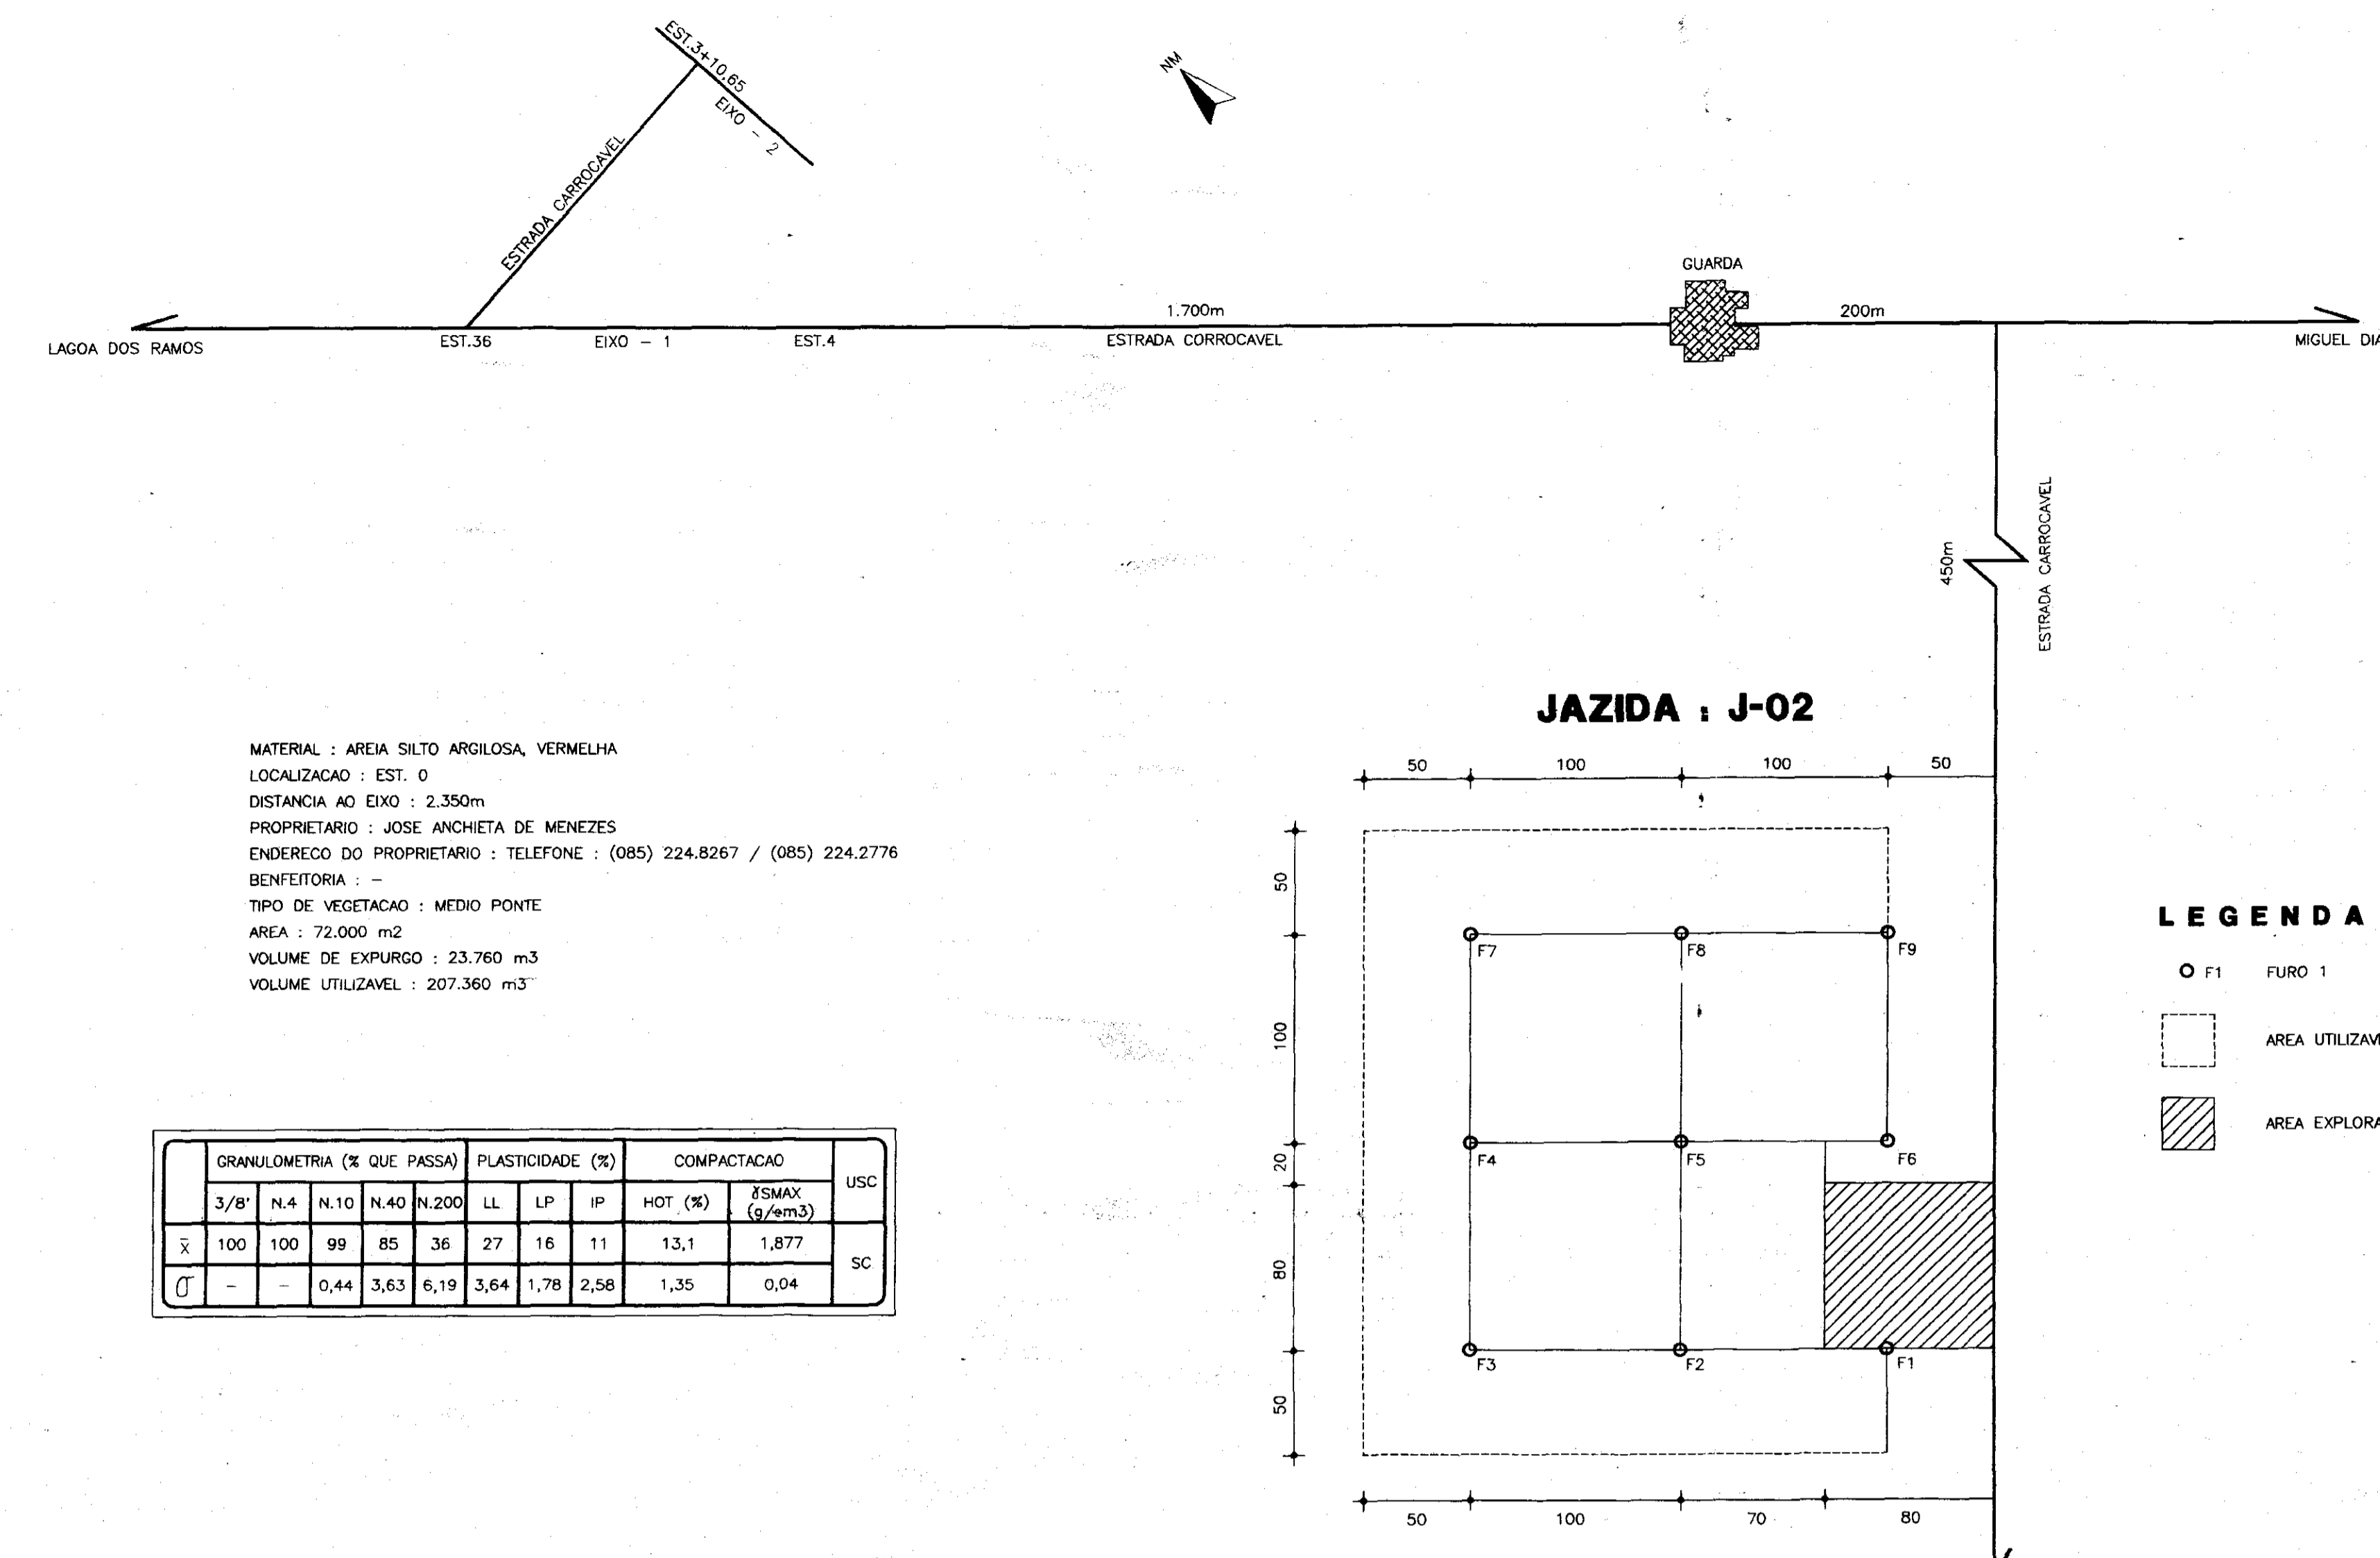 EST.3+10,65
EIXO - 2
ESTRADA CARROCAVEL
NM
GUARDA
1.700m
200m
LAGOA DOS RAMOS
EST.36
EIXO - 1
EST.4
ESTRADA CORROCAVEL
MIGUEL DIA
450m
ESTRADA CARROCAVEL
JAZIDA : J-02
MATERIAL : AREIA SILTO ARGILOSA, VERMELHA
LOCALIZACAO : EST. 0
DISTANCIA AO EIXO : 2.350m
PROPRIETARIO : JOSE ANCHIETA DE MENEZES
ENDERECO DO PROPRIETARIO : TELEFONE : (085) 224.8267 / (085) 224.2776
BENFEITORIA : -
TIPO DE VEGETACAO : MEDIO PONTE
AREA : 72.000 m2
VOLUME DE EXPURGO : 23.760 m3
VOLUME UTILIZAVEL : 207.360 m3
50 100 100 50
50
100
20
80
50
F7 F8 F9
F4 F5 F6
F3 F2 F1
50 100 70 80
LEGENDA
F1 FURO 1
AREA UTILIZAV
AREA EXPLORA
GRANULOMETRIA (% QUE PASSA) PLASTICIDADE (%) COMPACTACAO USC
3/8' N.4 N.10 N.40 N.200 LL LP IP HOT (%) ɣSMAX (g/cm3)
x̄ 100 100 99 85 36 27 16 11 13,1 1,877 SC
σ - - 0,44 3,63 6,19 3,64 1,78 2,58 1,35 0,04